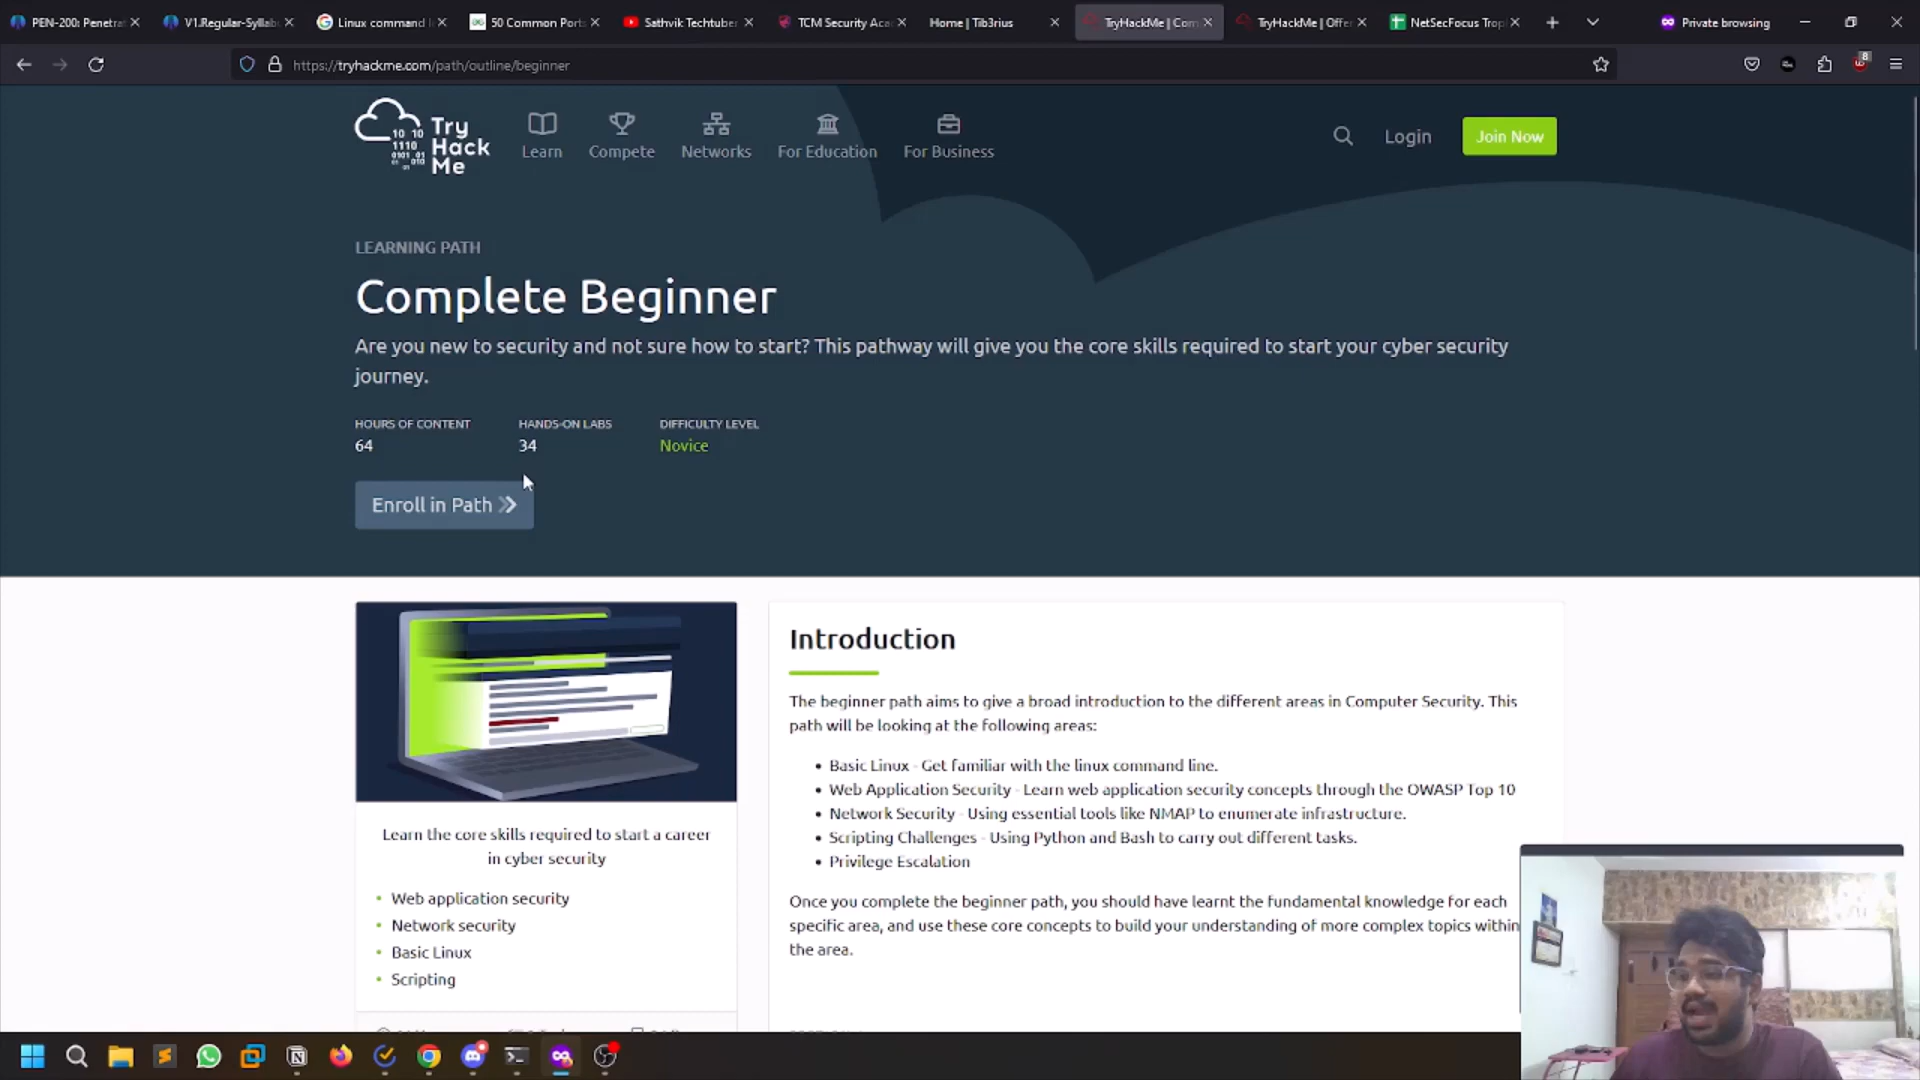 PEN-200: Penetrat
V1.Regular-Syllab
Linux command l
50 Common Ports
Sathvik Techtuber
TCM Security Aca
Home | Tib3rius
TryHackMe | Com
TryHackMe | Offe
NetSecFocus Trop
Private browsing
https://tryhackme.com/path/outline/beginner
8
Try
Hack
Me
Learn
Compete
Networks
For Education
For Business
Login
Join Now
LEARNING PATH
Complete Beginner
Are you new to security and not sure how to start? This pathway will give you the core skills required to start your cyber security
journey.
HOURS OF CONTENT
64
HANDS-ON LABS
34
DIFFICULTY LEVEL
Novice
Enroll in Path
Learn the core skills required to start a career
in cyber security
• Web application security
• Network security
• Basic Linux
• Scripting
Introduction
The beginner path aims to give a broad introduction to the different areas in Computer Security. This
path will be looking at the following areas:
• Basic Linux - Get familiar with the linux command line.
• Web Application Security - Learn web application security concepts through the OWASP Top 10
• Network Security - Using essential tools like NMAP to enumerate infrastructure.
• Scripting Challenges - Using Python and Bash to carry out different tasks.
• Privilege Escalation
Once you complete the beginner path, you should have learnt the fundamental knowledge for each
specific area, and use these core concepts to build your understanding of more complex topics within
the area.